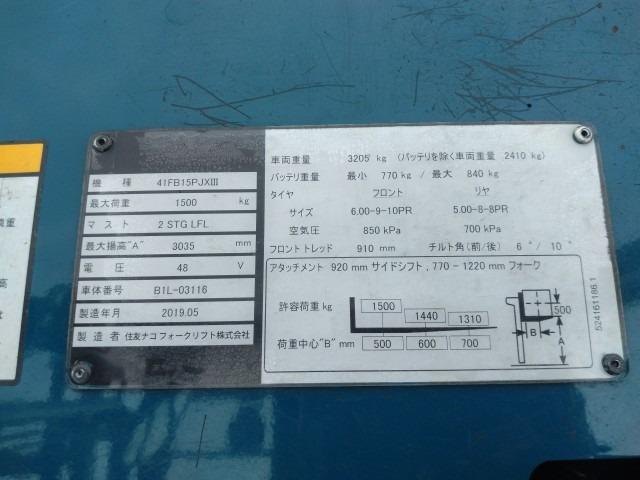 機 種 41FB15PJXⅢ
最大荷重 1500 kg
マスト 2 STG LFL
最大揚高"A" 3035 mm
電 圧 48 V
車体番号 B1L-03116
製造年月 2019.05
製造者 住友ナコ フォークリフト株式会社
車両重量 3205 kg (バッテリを除く車両重量 2410 kg)
バッテリ重量 最小 770 kg / 最大 840 kg
タイヤ フロント リヤ
サイズ 6.00-9-10PR 5.00-8-8PR
空気圧 850 kPa 700 kPa
フロントトレッド 910 mm チルト角(前/後) 6°/ 10°
アタッチメント 920 mm サイドシフト, 770-1220 mm フォーク
許容荷重 kg 1500 1440 1310
荷重中心"B" mm 500 600 700
500
B
A
524161186.1